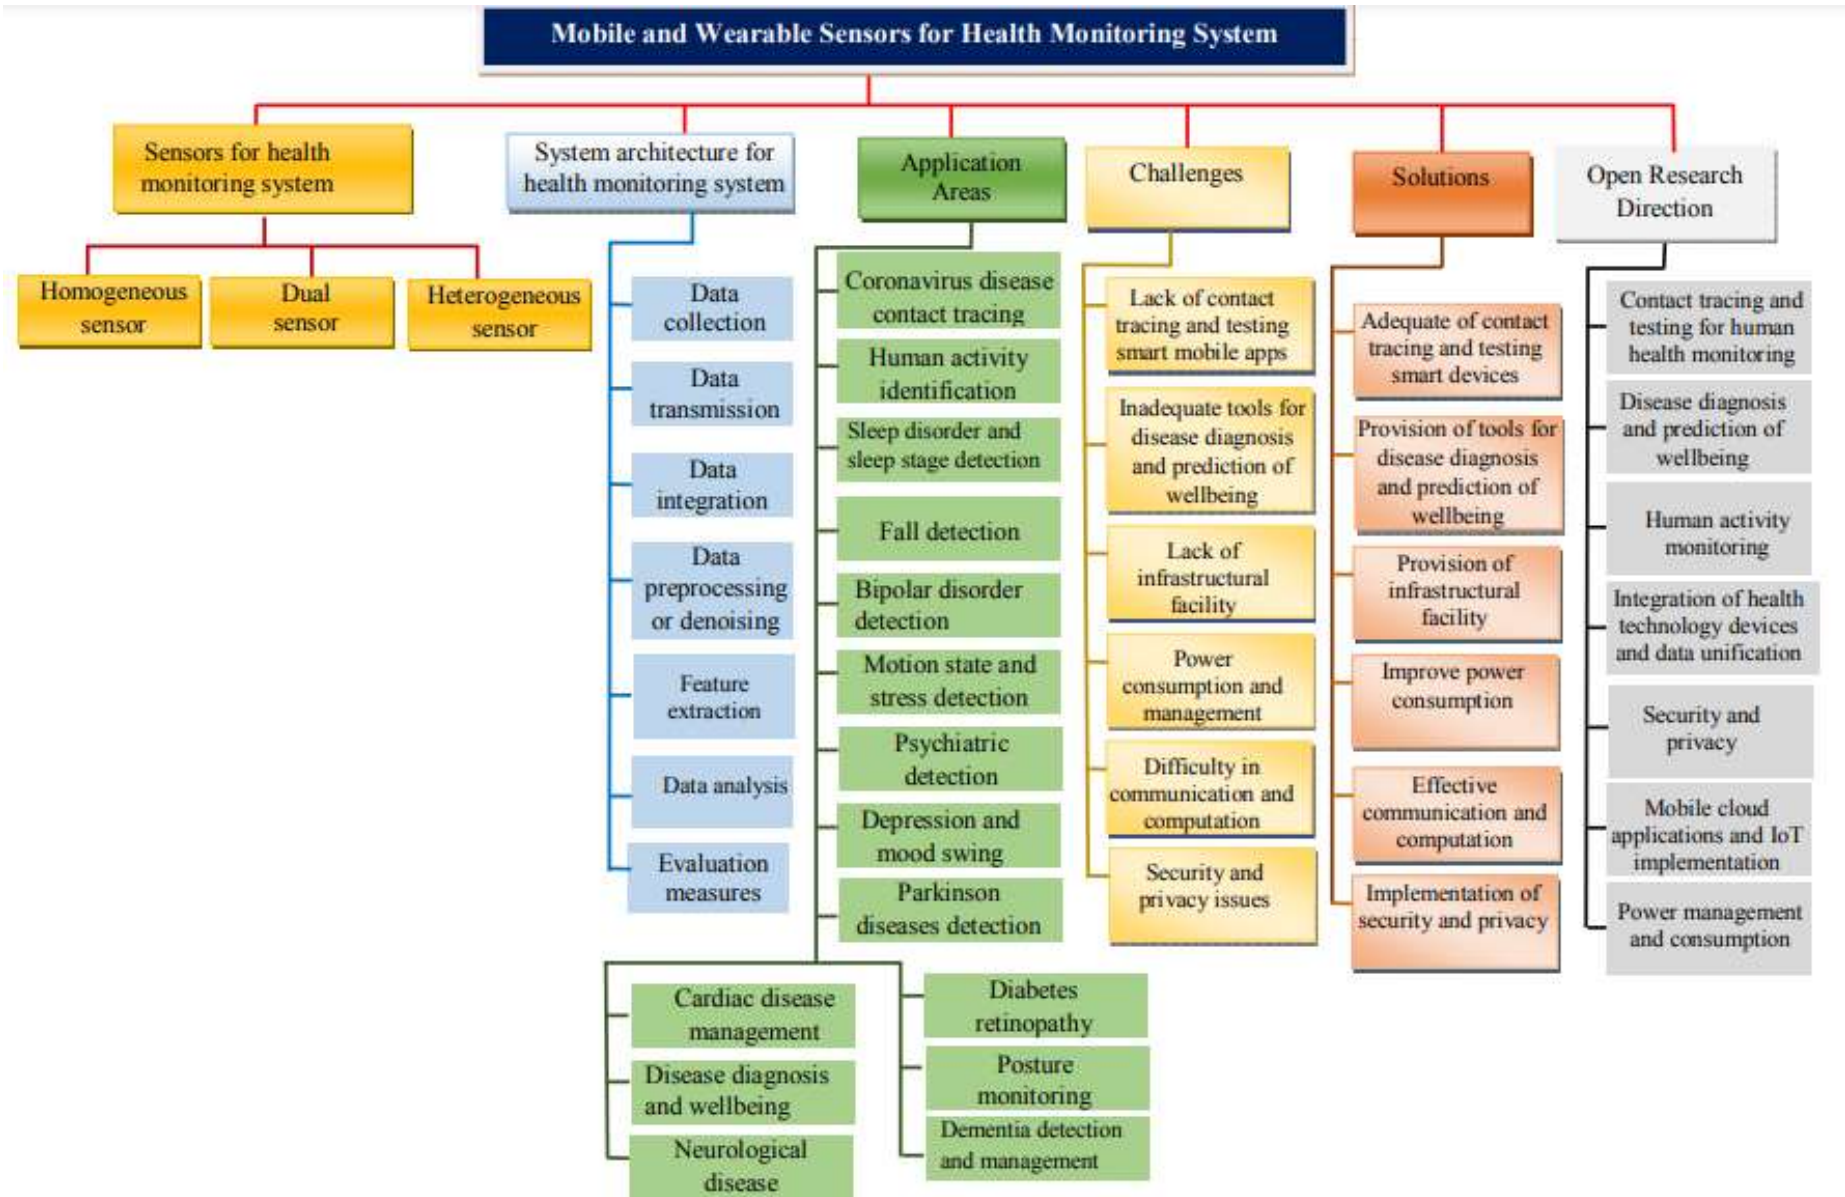 Mobile and Wearable Sensors for Health Monitoring System
Sensors for health
monitoring system
Homogeneous
sensor
Dual
sensor
Heterogeneous
sensor
System architecture for
health monitoring system
Data
collection
Data
transmission
Data
integration
Data
preprocessing
or denoising
Feature
extraction
Data analysis
Evaluation
measures
Application
Areas
Coronavirus disease
contact tracing
Human activity
identification
Sleep disorder and
sleep stage detection
Fall detection
Bipolar disorder
detection
Motion state and
stress detection
Psychiatric
detection
Depression and
mood swing
Parkinson
diseases detection
Cardiac disease
management
Disease diagnosis
and wellbeing
Neurological
disease
Diabetes
retinopathy
Posture
monitoring
Dementia detection
and management
Challenges
Lack of contact
tracing and testing
smart mobile apps
Inadequate tools for
disease diagnosis
and prediction of
wellbeing
Lack of
infrastructural
facility
Power
consumption and
management
Difficulty in
communication and
computation
Security and
privacy issues
Solutions
Adequate of contact
tracing and testing
smart devices
Provision of tools for
disease diagnosis
and prediction of
wellbeing
Provision of
infrastructural
facility
Improve power
consumption
Effective
communication and
computation
Implementation of
security and privacy
Open Research
Direction
Contact tracing and
testing for human
health monitoring
Disease diagnosis
and prediction of
wellbeing
Human activity
monitoring
Integration of health
technology devices
and data unification
Security and
privacy
Mobile cloud
applications and IoT
implementation
Power management
and consumption